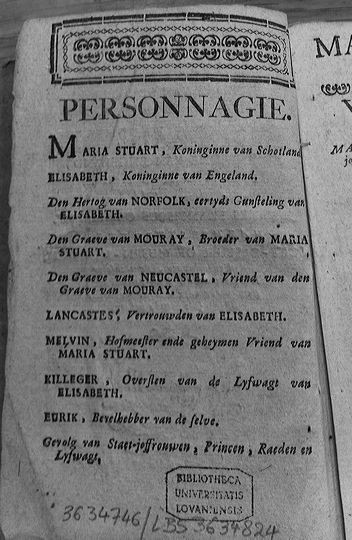 PERSONNAGIE.
MARIA STUART, Koninginne van Schotland
ELISABETH, Koninginne van Engeland.
Den Hertog van NORFOLK, eertyds Gunsteling van
ELISABETH.
Den Graeve van MOURAY, Broeder van MARIA
STUART.
Den Graeve van NEUCASTEL, Vriend van den
Graeve van MOURAY.
LANCASTES, Vertrouwden van ELISABETH.
MELVIN, Hofmeester ende geheymen Vriend van
MARIA STUART.
KILLEGER, Oversten van de Lyfwagt van
ELISABETH.
EURIK, Bevelhebber van de selve.
Gevolg van Staet-joffrouwen, Princen, Raeden en
Lyfwagt.
BIBLIOTHECA
UNIVERSITATIS
LOVANIENSIS
3634746/LBS 3634824
MA
V
MA